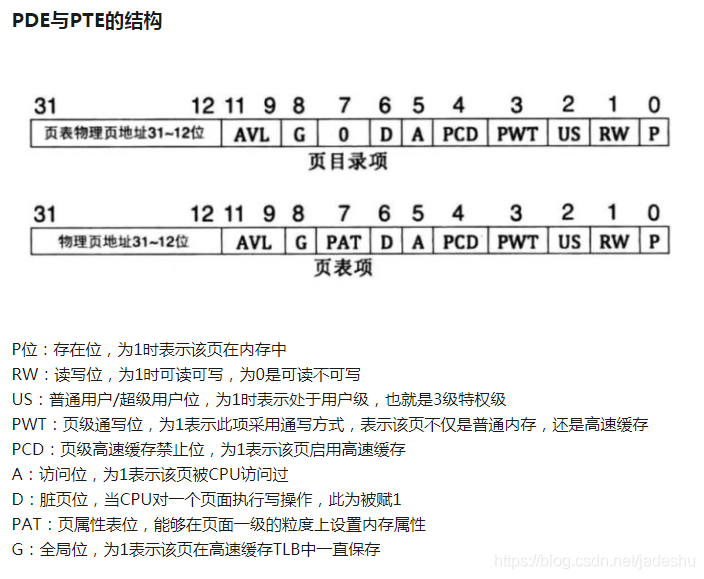 PDE与PTE的结构
31 12 11 9 8 7 6 5 4 3 2 1 0
页表物理页地址31~12位 AVL G 0 D A PCD PWT US RW P
页目录项
31 12 11 9 8 7 6 5 4 3 2 1 0
物理页地址31~12位 AVL G PAT D A PCD PWT US RW P
页表项
P位：存在位，为1时表示该页在内存中
RW：读写位，为1时可读可写，为0是可读不可写
US：普通用户/超级用户位，为1时表示处于用户级，也就是3级特权级
PWT：页级通写位，为1表示此项采用通写方式，表示该页不仅是普通内存，还是高速缓存
PCD：页级高速缓存禁止位，为1表示该页启用高速缓存
A：访问位，为1表示该页被CPU访问过
D：脏页位，当CPU对一个页面执行写操作，此为被赋1
PAT：页属性表位，能够在页面一级的粒度上设置内存属性
G：全局位，为1表示该页在高速缓存TLB中一直保存
https://blog.csdn.net/jadeshu